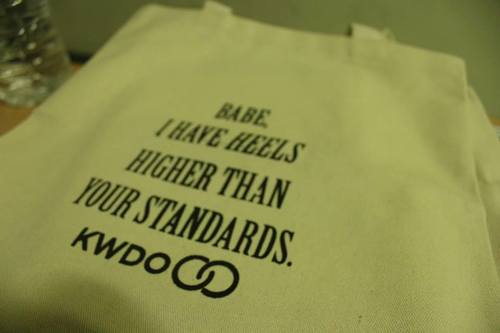 BABE,
I HAVE HEELS
HIGHER THAN
YOUR STANDARDS.
KWDO